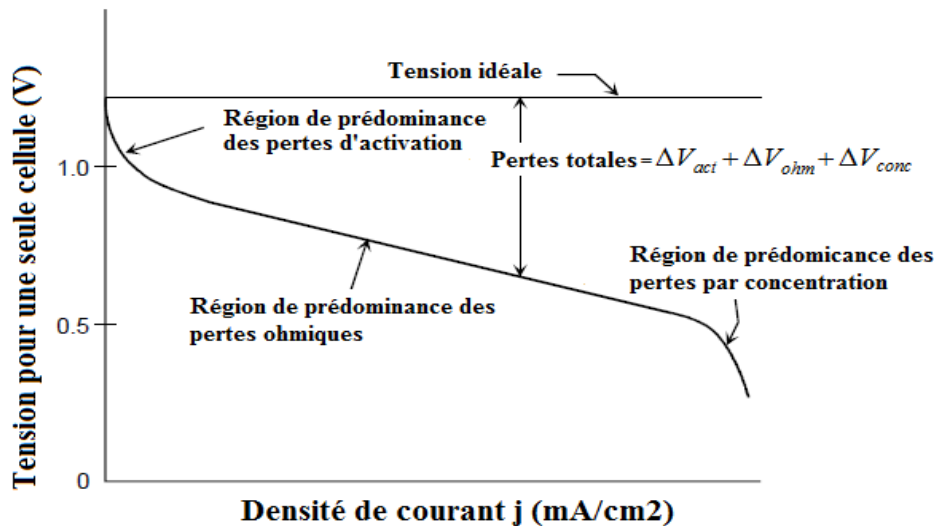 Tension idéale
Région de prédominance
des pertes d'activation
Pertes totales = ΔV_act + ΔV_ohm + ΔV_conc
1.0
Région de prédomicance des
pertes par concentration
Région de prédominance des
pertes ohmiques
0.5
0
Tension pour une seule cellule (V)
Densité de courant j (mA/cm2)